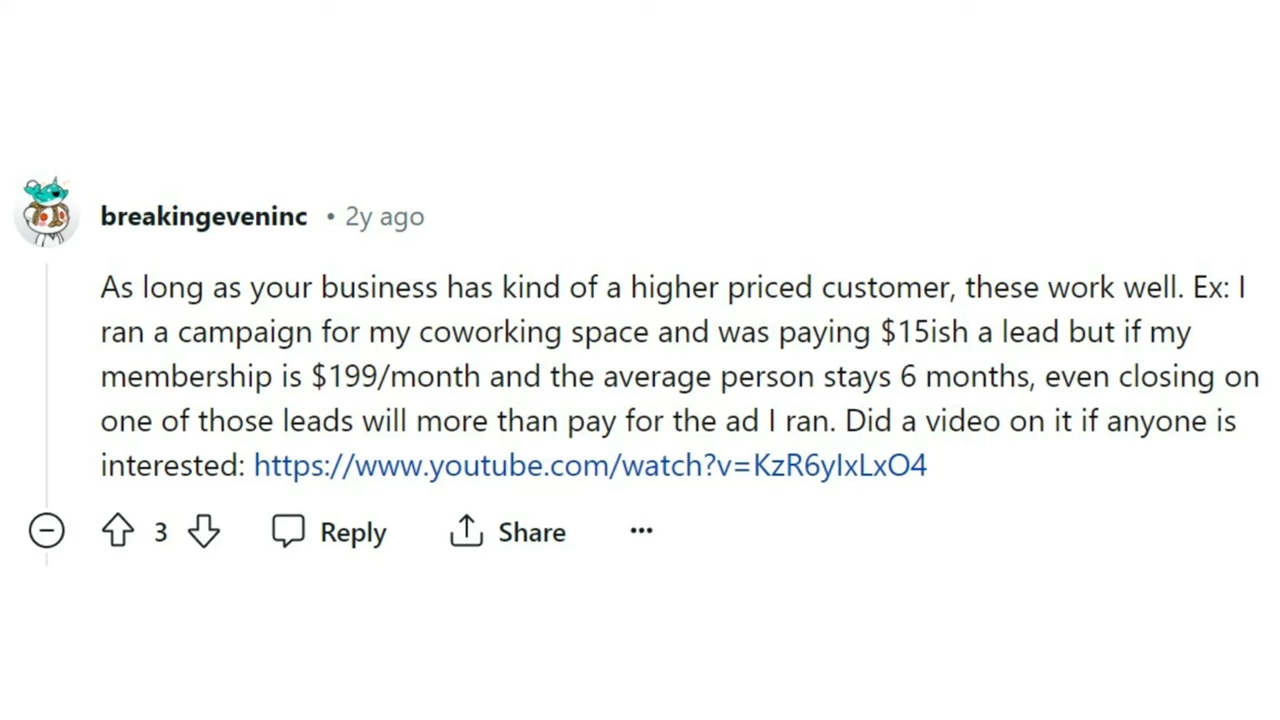 breakingeveninc • 2y ago
As long as your business has kind of a higher priced customer, these work well. Ex: I
ran a campaign for my coworking space and was paying $15ish a lead but if my
membership is $199/month and the average person stays 6 months, even closing on
one of those leads will more than pay for the ad I ran. Did a video on it if anyone is
interested: https://www.youtube.com/watch?v=KzR6yIxLxO4
3 Reply Share ...